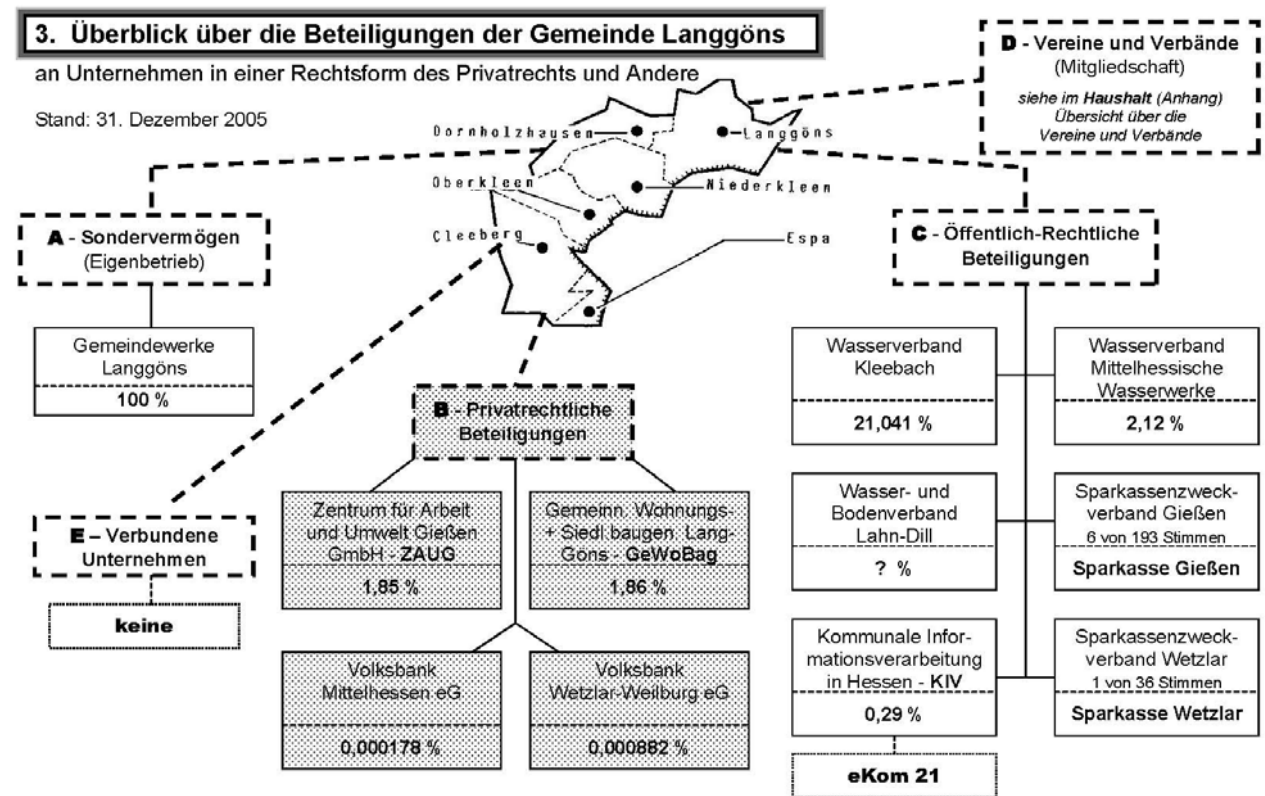 3. Überblick über die Beteiligungen der Gemeinde Langgöns
an Unternehmen in einer Rechtsform des Privatrechts und Andere
Stand: 31. Dezember 2005
D - Vereine und Verbände
(Mitgliedschaft)
siehe im Haushalt (Anhang)
Übersicht über die
Vereine und Verbände
Dornholzhausen
Langgöns
Oberkleen
Niederkleen
Cleeberg
Espa
A - Sondervermögen
(Eigenbetrieb)
Gemeindewerke
Langgöns
100 %
C - Öffentlich-Rechtliche
Beteiligungen
Wasserverband
Kleebach
21,041 %
Wasserverband
Mittelhessische
Wasserwerke
2,12 %
Wasser- und
Bodenverband
Lahn-Dill
? %
Sparkassenzweck-
verband Gießen
6 von 193 Stimmen
Sparkasse Gießen
Kommunale Infor-
mationsverarbeitung
in Hessen - KIV
0,29 %
eKom 21
Sparkassenzweck-
verband Wetzlar
1 von 36 Stimmen
Sparkasse Wetzlar
B - Privatrechtliche
Beteiligungen
Zentrum für Arbeit
und Umwelt Gießen
GmbH - ZAUG
1,85 %
Gemeinn. Wohnungs-
+ Siedl.baugen. Lang-
Göns - GeWoBag
1,86 %
Volksbank
Mittelhessen eG
0,000178 %
Volksbank
Wetzlar-Weilburg eG
0,000882 %
E – Verbundene
Unternehmen
keine